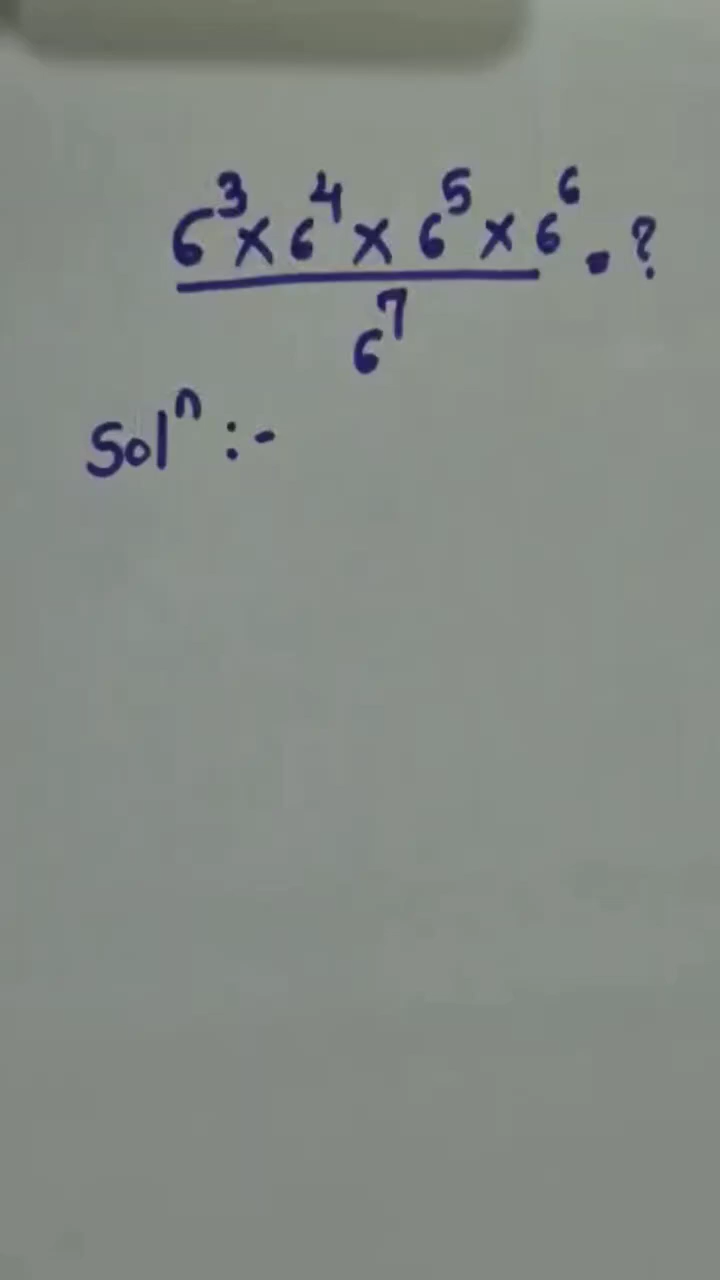 6³ × 6⁴ × 6⁵ × 6⁶ = ?
6⁷
Solⁿ :-